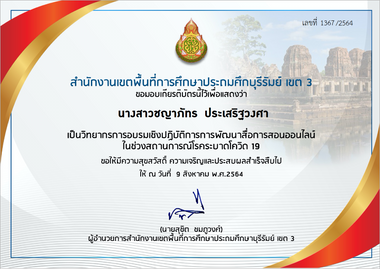 เลขที่ 1367 /2564
สำนักงานเขตพื้นที่การศึกษาประถมศึกษาบุรีรัมย์ เขต 3
ขอมอบเกียรติบัตรนี้ไว้เพื่อแสดงว่า
นางสาวชญาภัทร ประเสริฐวงศา
เป็นวิทยากรการอบรมเชิงปฏิบัติการการพัฒนาสื่อการสอนออนไลน์
ในช่วงสถานการณ์โรคระบาดโควิด 19
ขอให้มีความสุขสวัสดิ์ ความเจริญและประสบผลสำเร็จสืบไป
ให้ ณ วันที่ 9 สิงหาคม พ.ศ.2564
(นายสุขิต ชมภูวงศ์)
ผู้อำนวยการสำนักงานเขตพื้นที่การศึกษาประถมศึกษาบุรีรัมย์ เขต 3